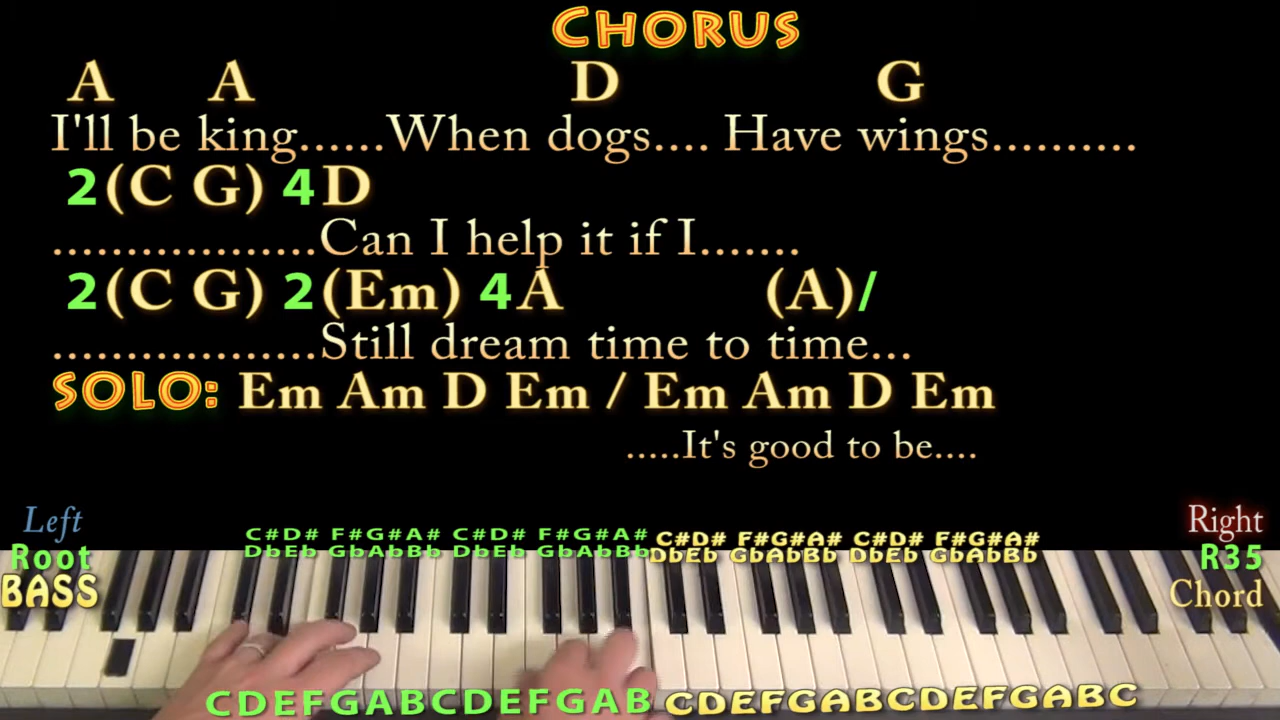 CHORUS
A A D G
I'll be king......When dogs.... Have wings..........
2(C G) 4D
..................Can I help it if I.......
2(C G) 2(Em) 4A (A)/
..................Still dream time to time...
SOLO: Em Am D Em / Em Am D Em
.....It's good to be....
Left
Root
BASS
C#D# F#G#A# C#D# F#G#A# C#D# F#G#A# C#D# F#G#A#
DbEb GbAbBb DbEb GbAbBb DbEb GbAbBb DbEb GbAbBb
Right
R35
Chord
CDEFGABCDEFGAB CDEFGABCDEFGABC